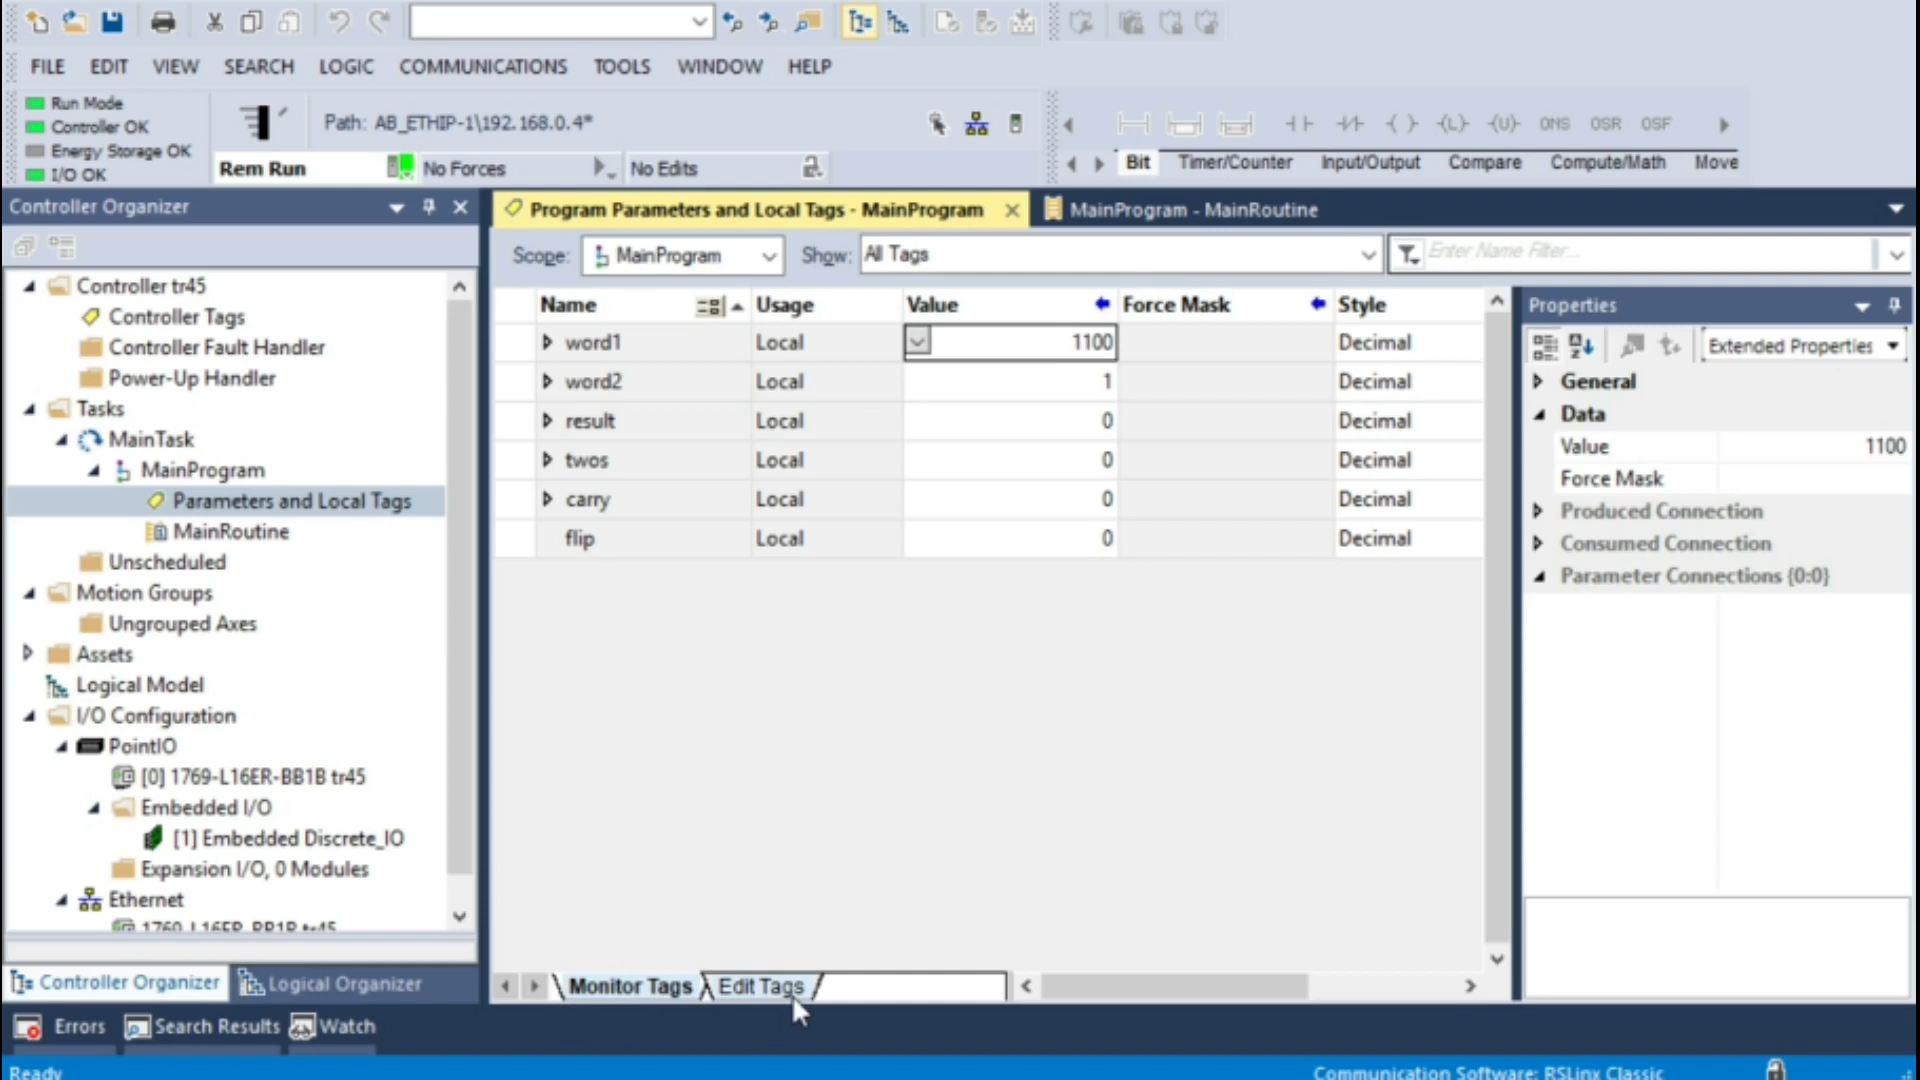 FILE EDIT VIEW SEARCH LOGIC COMMUNICATIONS TOOLS WINDOW HELP
Run Mode
Controller OK
Energy Storage OK
I/O OK
Path: AB_ETHIP-1\192.168.0.4*
Rem Run No Forces No Edits
ONS OSR OSF
Bit Timer/Counter Input/Output Compare Compute/Math Move
Controller Organizer
Program Parameters and Local Tags - MainProgram
MainProgram - MainRoutine
Scope: MainProgram Show: All Tags Enter Name Filter...
Controller tr45
Controller Tags
Controller Fault Handler
Power-Up Handler
Tasks
MainTask
MainProgram
Parameters and Local Tags
MainRoutine
Unscheduled
Motion Groups
Ungrouped Axes
Assets
Logical Model
I/O Configuration
PointIO
[0] 1769-L16ER-BB1B tr45
Embedded I/O
[1] Embedded Discrete_IO
Expansion I/O, 0 Modules
Ethernet
1769-L16ER-BB1B tr45
Name Usage Value Force Mask Style
word1 Local 1100 Decimal
word2 Local 1 Decimal
result Local 0 Decimal
twos Local 0 Decimal
carry Local 0 Decimal
flip Local 0 Decimal
Properties
Extended Properties
General
Data
Value 1100
Force Mask
Produced Connection
Consumed Connection
Parameter Connections {0:0}
Controller Organizer Logical Organizer
Monitor Tags Edit Tags
Errors Search Results Watch
Ready
Communication Software: RSLinx Classic